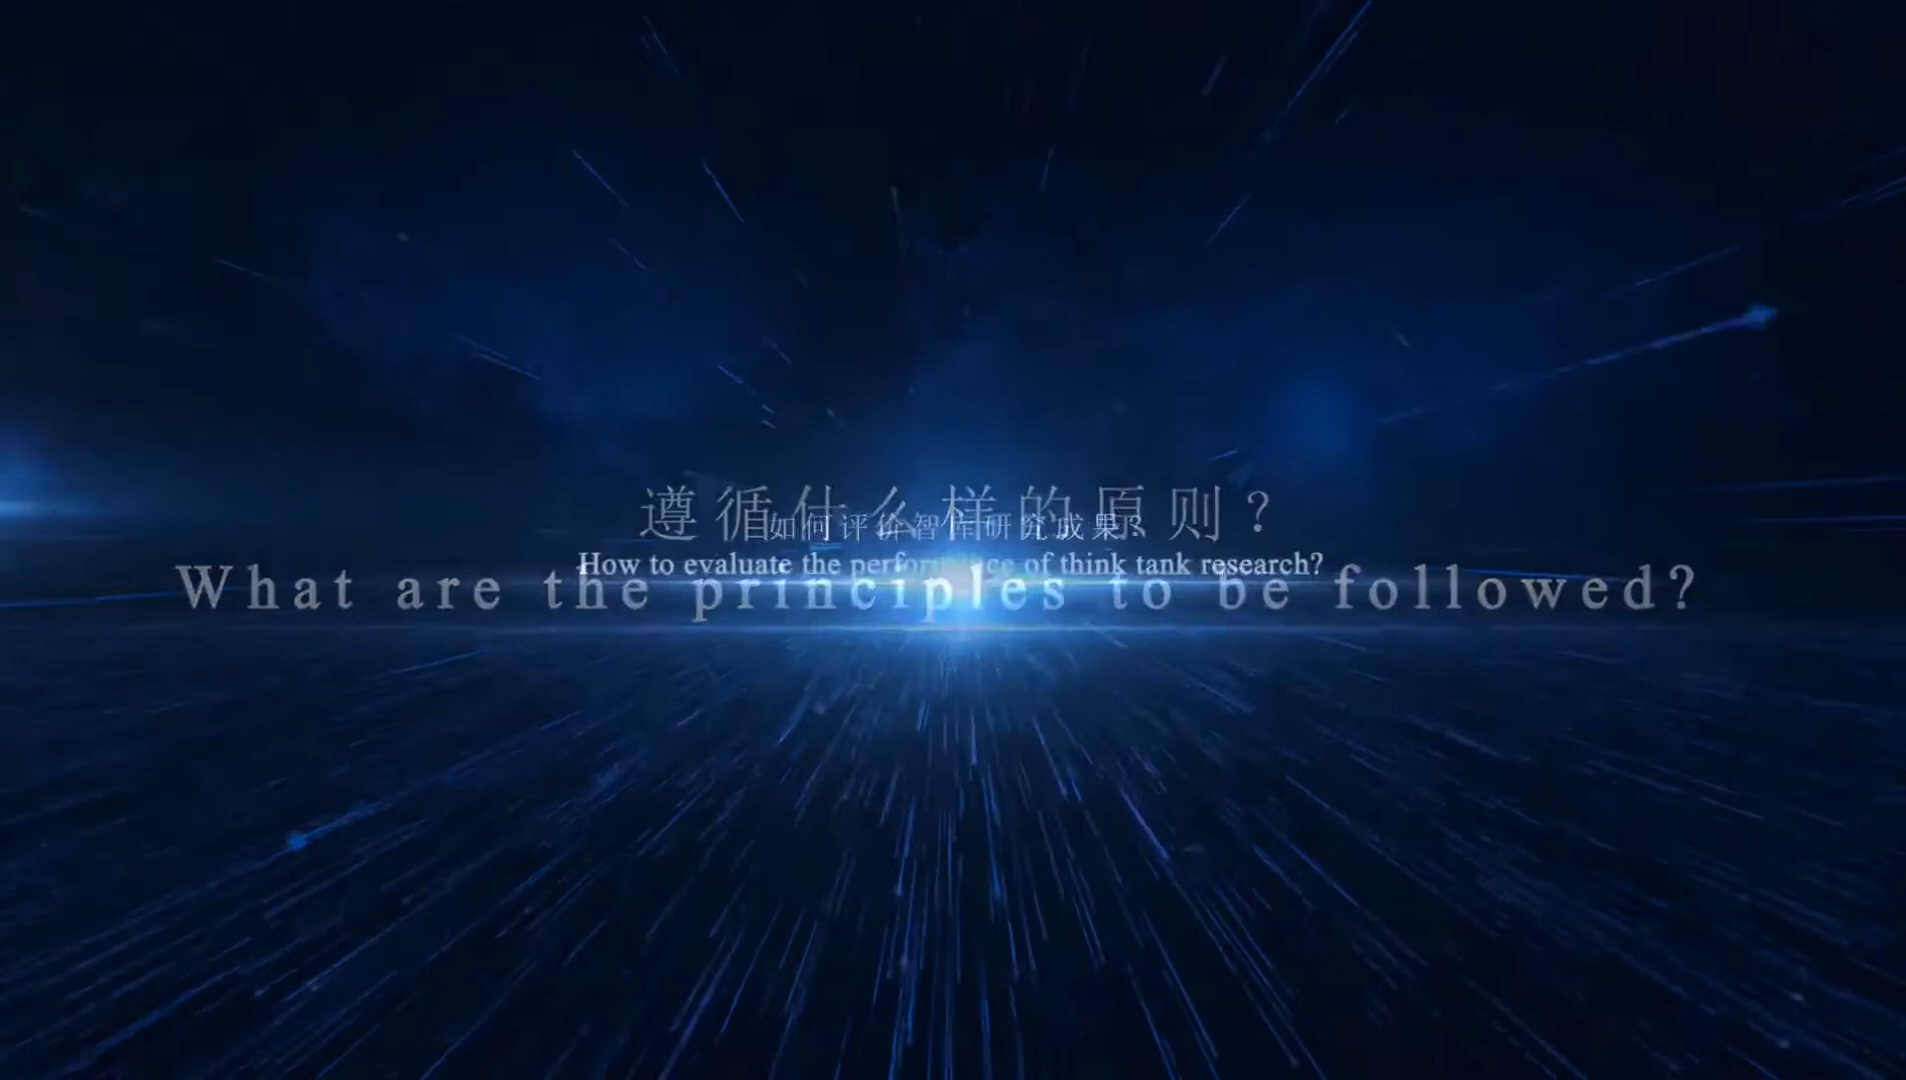 遵循什么样的原则？
如何评价智库研究成果？
How to evaluate the performance of think tank research?
What are the principles to be followed?